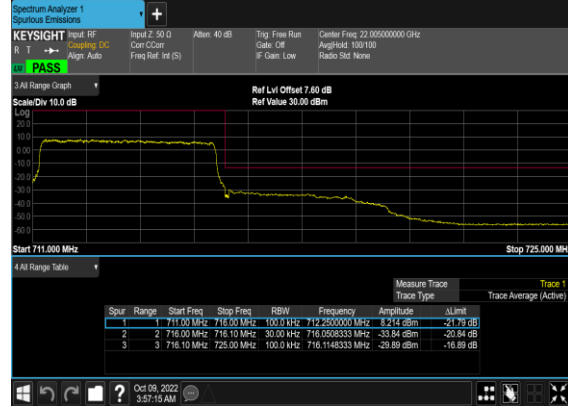 Spectrum Analyzer 1
Spurious Emissions
+
KEYSIGHT Input: RF Input Z: 50 Ω Atten: 40 dB Trig: Free Run Center Freq: 22.005000000 GHz
R T Coupling: DC Corr CCorr Gate: Off Avg|Hold: 100/100
Align: Auto Freq Ref: Int (S) IF Gain: Low Radio Std: None
PASS
3 All Range Graph
Ref Lvl Offset 7.60 dB
Scale/Div 10.0 dB Ref Value 30.00 dBm
Log
20.0
10.0
0.00
-10.0
-20.0
-30.0
-40.0
-50.0
-60.0
Start 711.000 MHz Stop 725.000 MH
4 All Range Table
Measure Trace Trace 1
Trace Type Trace Average (Active)
Spur Range Start Freq Stop Freq RBW Frequency Amplitude ΔLimit
1 1 711.00 MHz 716.00 MHz 100.0 kHz 712.2500000 MHz 8.214 dBm -21.79 dB
2 2 716.00 MHz 716.10 MHz 30.00 kHz 716.0508333 MHz -33.84 dBm -20.84 dB
3 3 716.10 MHz 725.00 MHz 100.0 kHz 716.1148333 MHz -29.89 dBm -16.89 dB
? Oct 09, 2022
3:57:15 AM